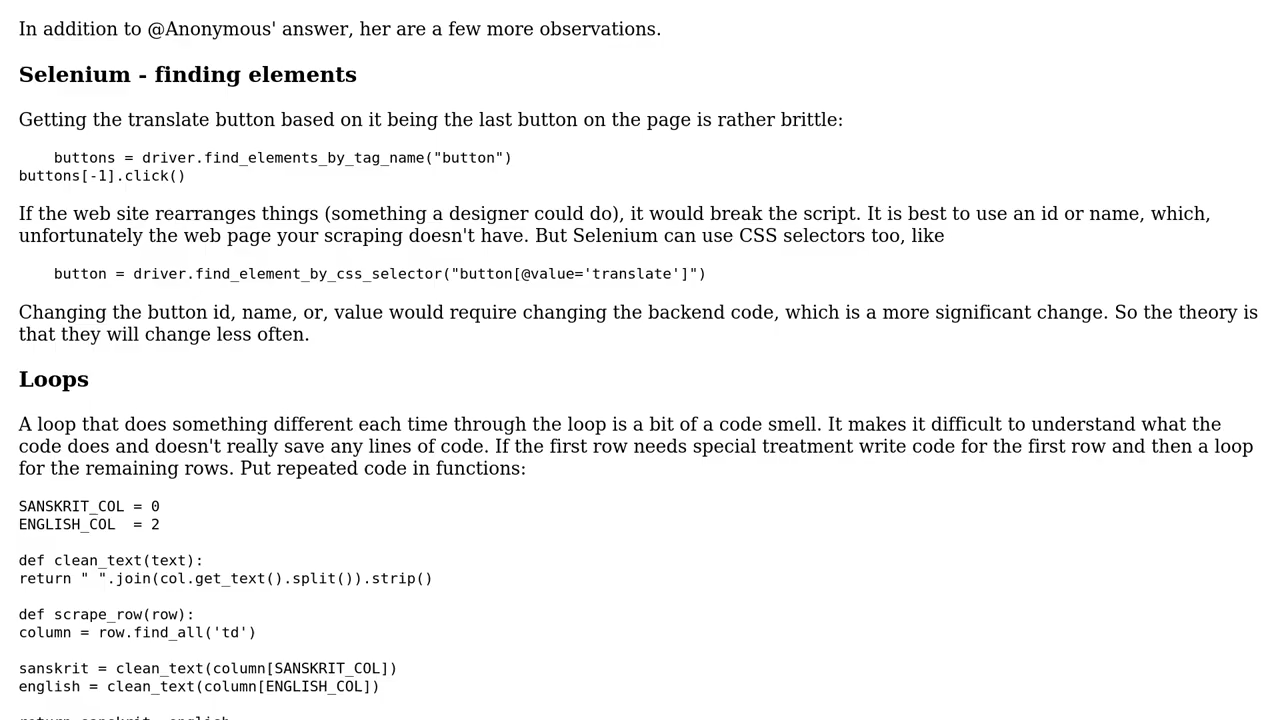 In addition to @Anonymous' answer, her are a few more observations.
Selenium - finding elements
Getting the translate button based on it being the last button on the page is rather brittle:
    buttons = driver.find_elements_by_tag_name("button")
buttons[-1].click()
If the web site rearranges things (something a designer could do), it would break the script. It is best to use an id or name, which,
unfortunately the web page your scraping doesn't have. But Selenium can use CSS selectors too, like
    button = driver.find_element_by_css_selector("button[@value='translate']")
Changing the button id, name, or, value would require changing the backend code, which is a more significant change. So the theory is
that they will change less often.
Loops
A loop that does something different each time through the loop is a bit of a code smell. It makes it difficult to understand what the
code does and doesn't really save any lines of code. If the first row needs special treatment write code for the first row and then a loop
for the remaining rows. Put repeated code in functions:
SANSKRIT_COL = 0
ENGLISH_COL  = 2
def clean_text(text):
return " ".join(col.get_text().split()).strip()
def scrape_row(row):
column = row.find_all('td')
sanskrit = clean_text(column[SANSKRIT_COL])
english = clean_text(column[ENGLISH_COL])
return sanskrit, english